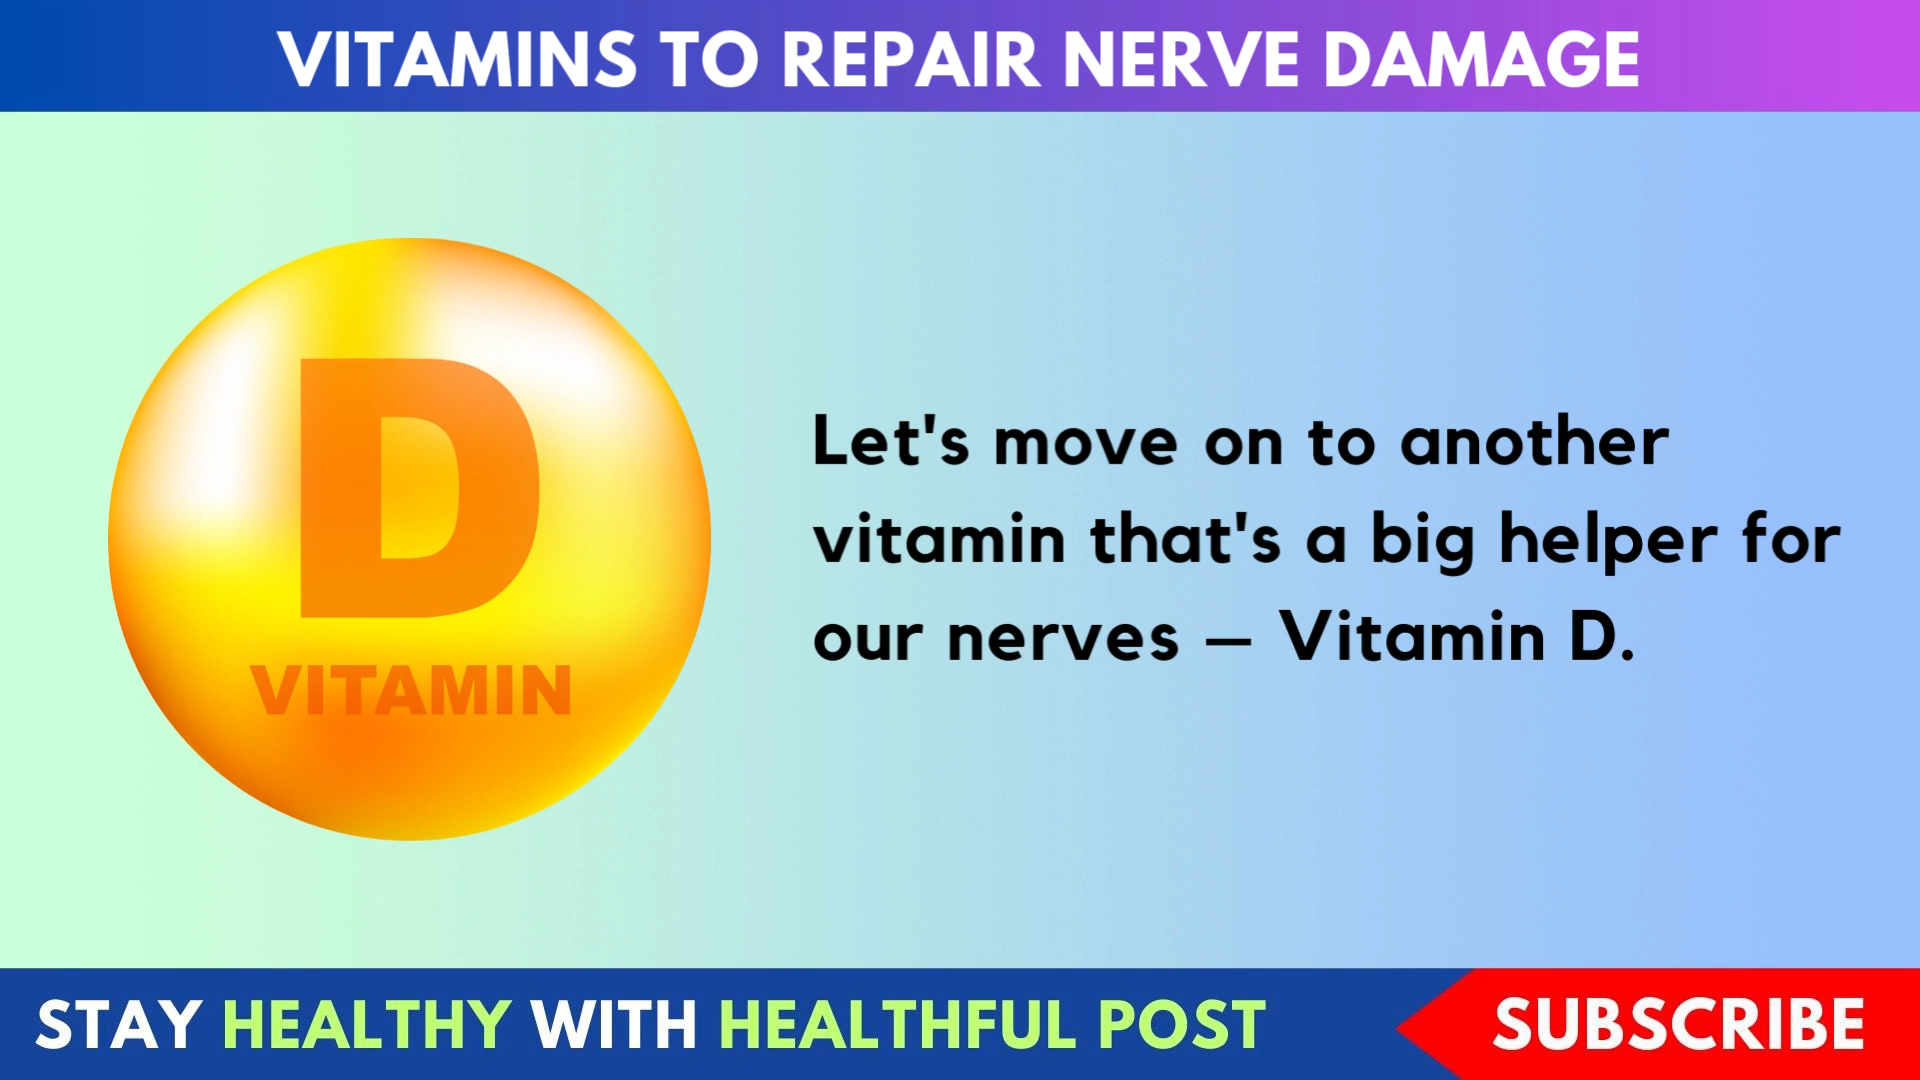 VITAMINS TO REPAIR NERVE DAMAGE
D
VITAMIN
Let's move on to another
vitamin that's a big helper for
our nerves — Vitamin D.
STAY HEALTHY WITH HEALTHFUL POST
SUBSCRIBE